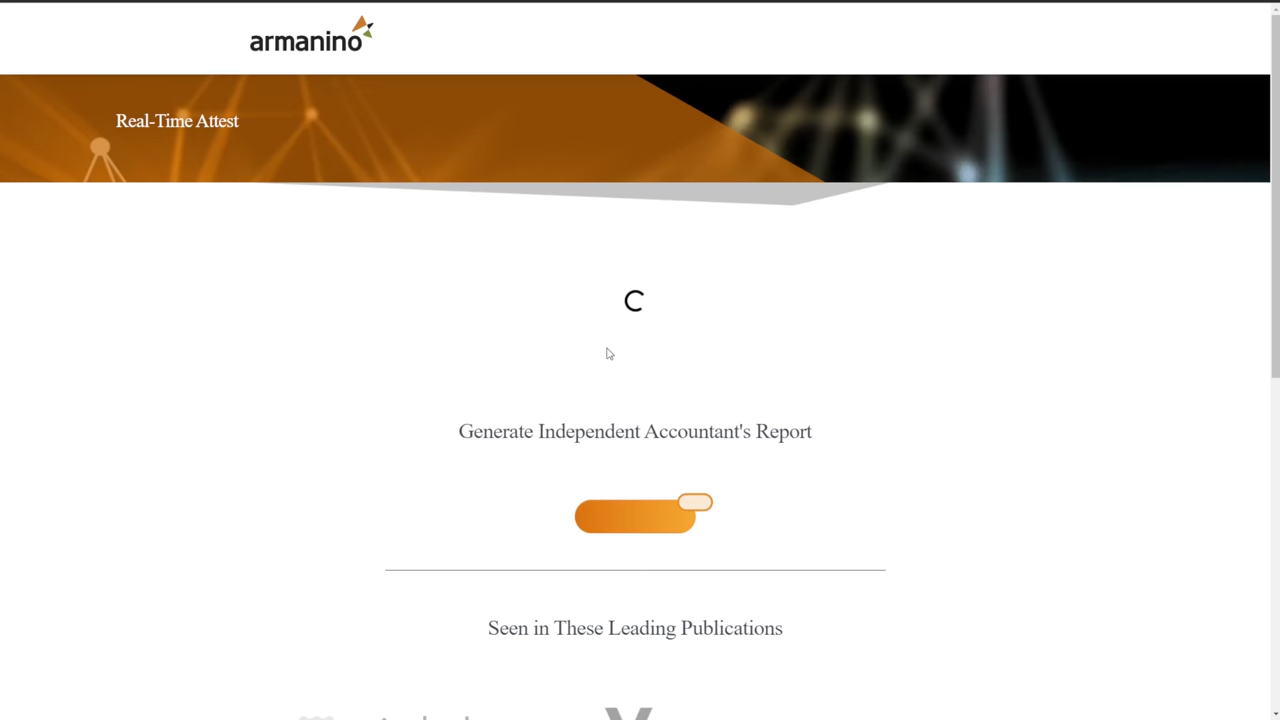 armanino
Real-Time Attest
Generate Independent Accountant's Report
Seen in These Leading Publications